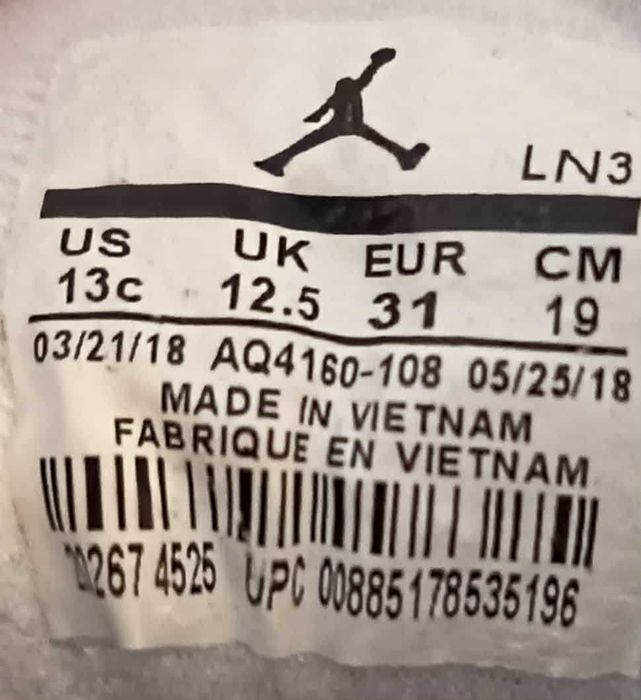 LN3
US UK EUR CM
13c 12.5 31 19
03/21/18 AQ4160-108 05/25/18
MADE IN VIETNAM
FABRIQUE EN VIETNAM
4525 UPC 00885178535196